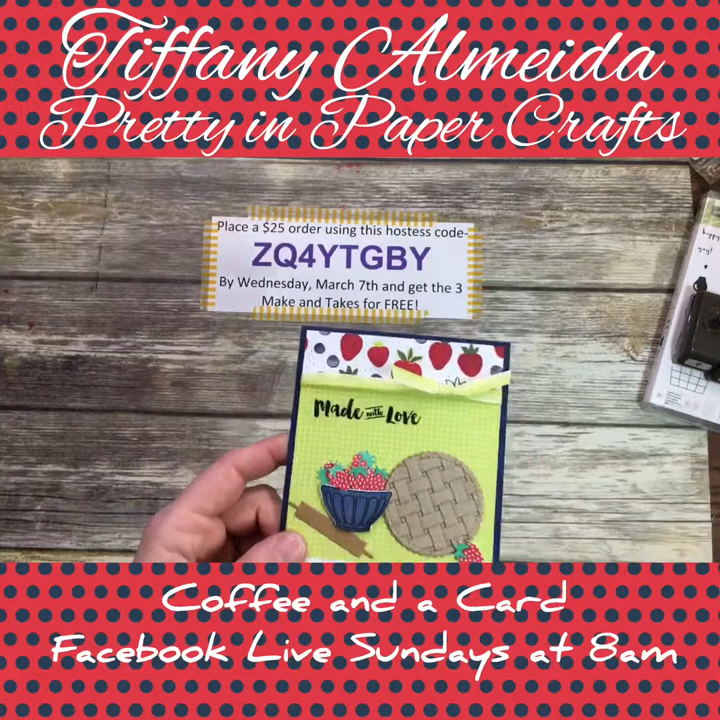 Tiffany Almeida
Pretty in Paper Crafts
Place a $25 order using this hostess code-
ZQ4YTGBY
By Wednesday, March 7th and get the 3
Make and Takes for FREE!
happy
yay!
Made with Love
Coffee and a Card
Facebook Live Sundays at 8am